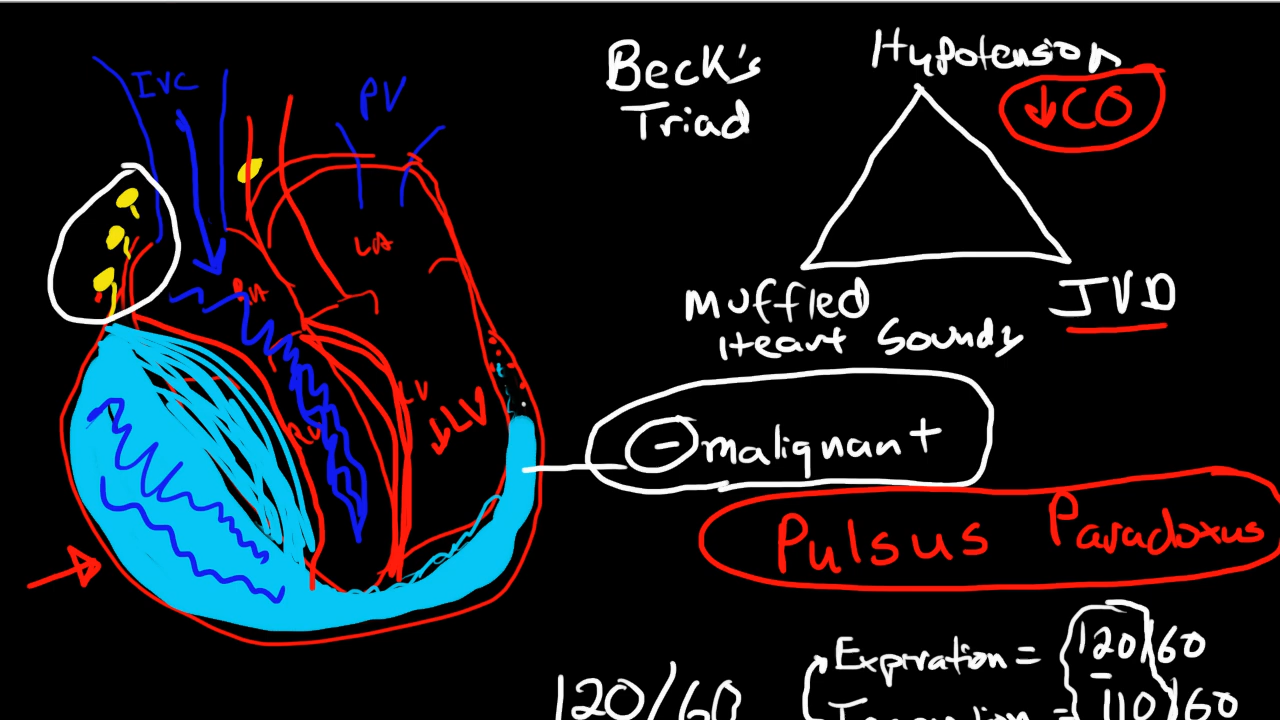 IVC
PV
Beck's
Triad
Hypotension
↓CO
LA
RA
Muffled
Heart Sounds
JVD
LV
↓LV
RV
- malignant
Pulsus Paradoxus
Expiration = 120/60
120/60
= 110/60